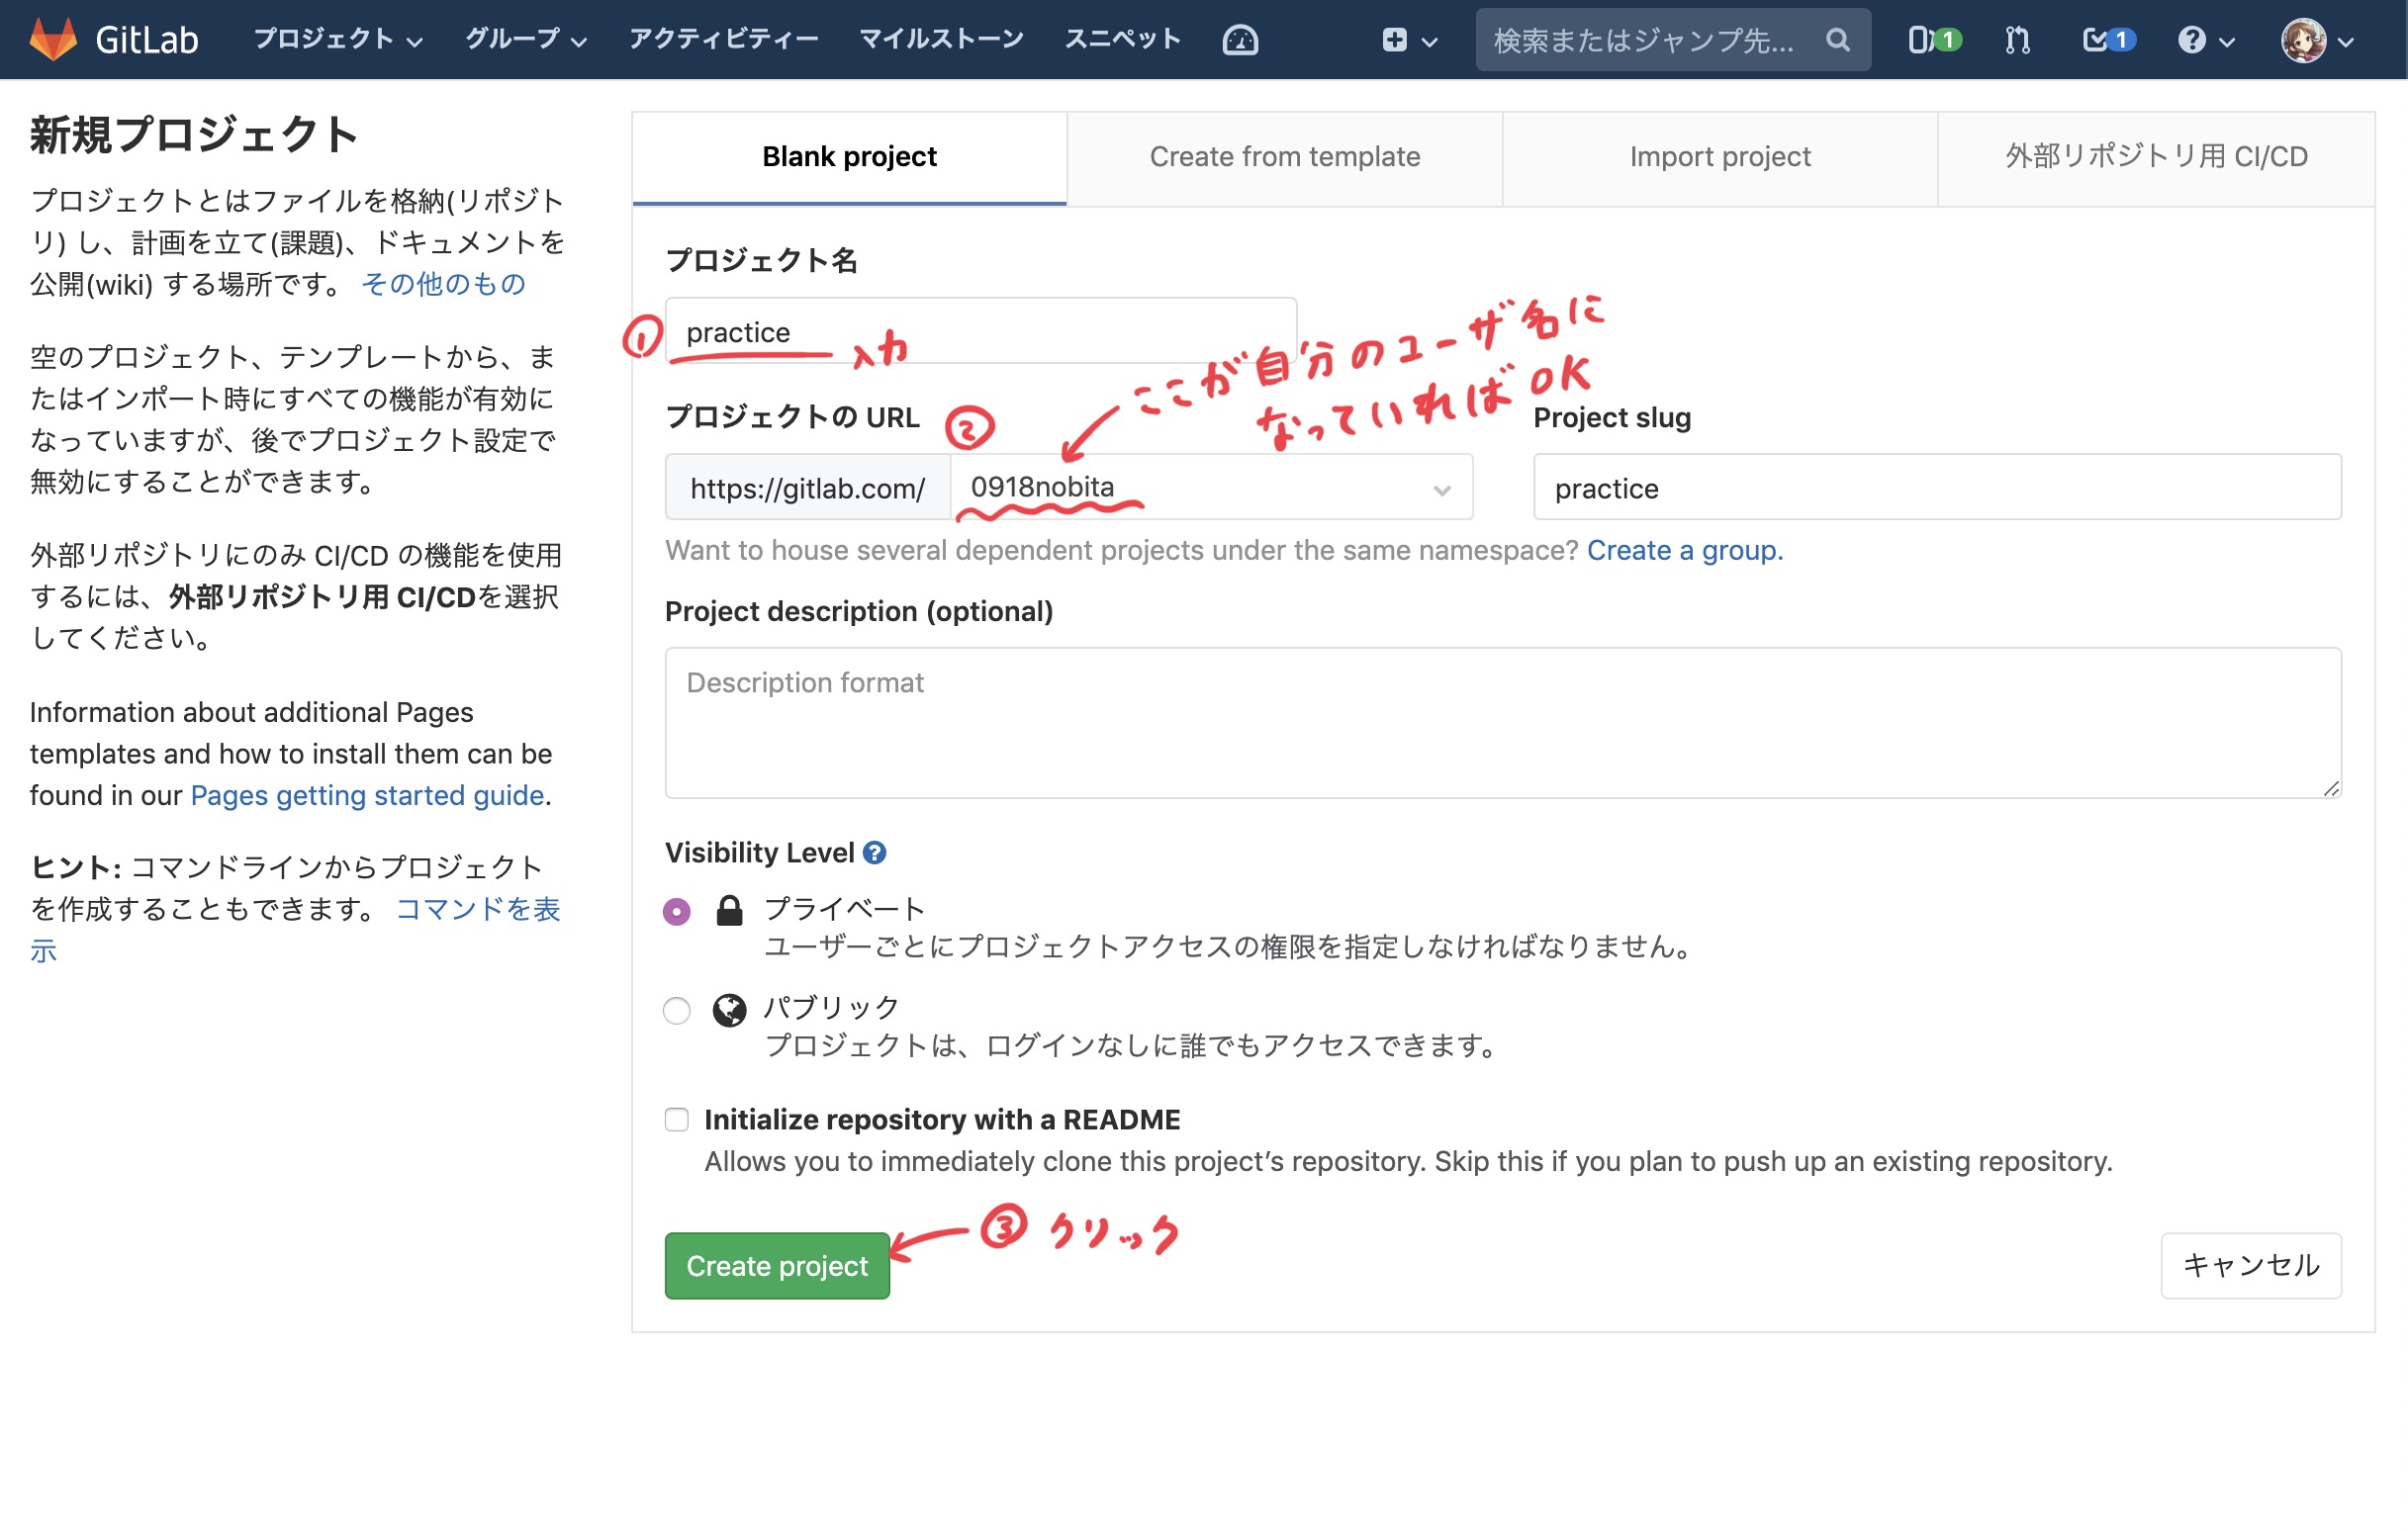 GitLab プロジェクト グループ アクティビティー マイルストーン スニペット 検索またはジャンプ先... 1 1
新規プロジェクト
プロジェクトとはファイルを格納(リポジト
リ) し、計画を立て(課題)、ドキュメントを
公開(wiki) する場所です。 その他のもの
空のプロジェクト、テンプレートから、ま
たはインポート時にすべての機能が有効に
なっていますが、後でプロジェクト設定で
無効にすることができます。
外部リポジトリにのみ CI/CD の機能を使用
するには、外部リポジトリ用 CI/CDを選択
してください。
Information about additional Pages
templates and how to install them can be
found in our Pages getting started guide.
ヒント: コマンドラインからプロジェクト
を作成することもできます。 コマンドを表
示
Blank project Create from template Import project 外部リポジトリ用 CI/CD
プロジェクト名
① practice 入力
ここが自分のユーザ名に
なっていればOK
プロジェクトの URL ② Project slug
https://gitlab.com/ 0918nobita practice
Want to house several dependent projects under the same namespace? Create a group.
Project description (optional)
Description format
Visibility Level ?
プライベート
ユーザーごとにプロジェクトアクセスの権限を指定しなければなりません。
パブリック
プロジェクトは、ログインなしに誰でもアクセスできます。
Initialize repository with a README
Allows you to immediately clone this project’s repository. Skip this if you plan to push up an existing repository.
③ クリック
Create project キャンセル